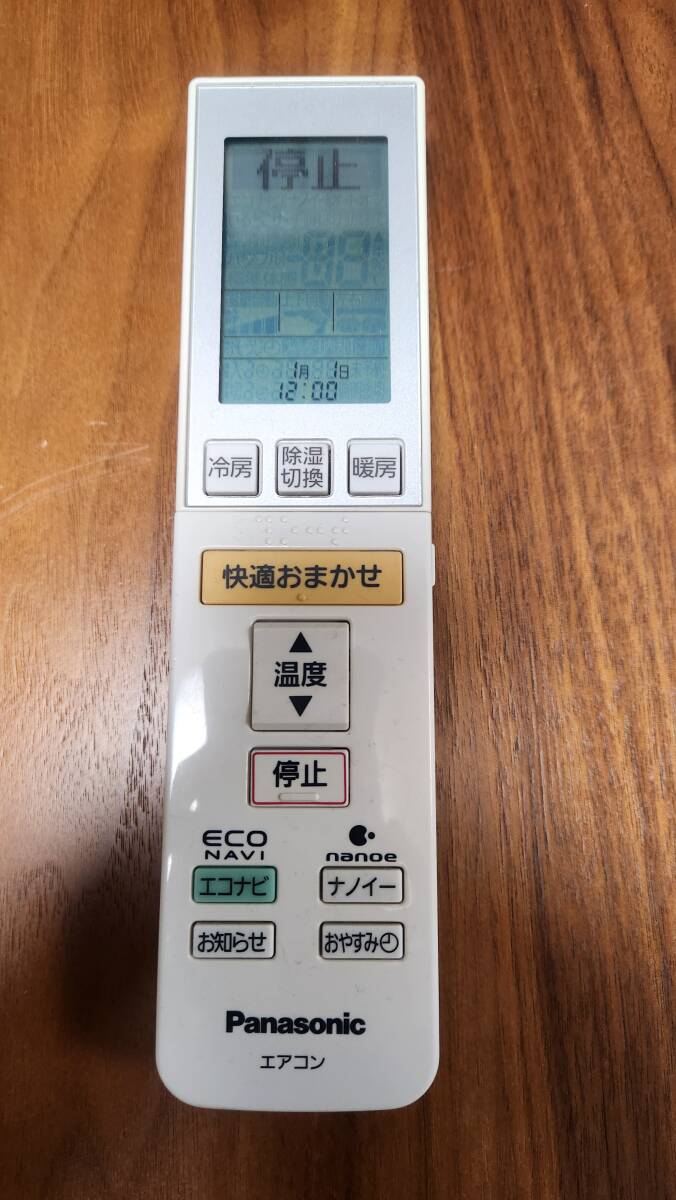 停止
1月 1日
12:00
冷房
除湿
切換
暖房
快適おまかせ
▲
温度
▼
停止
ECO
NAVI
nanoe
エコナビ
ナノイー
お知らせ
おやすみ
Panasonic
エアコン